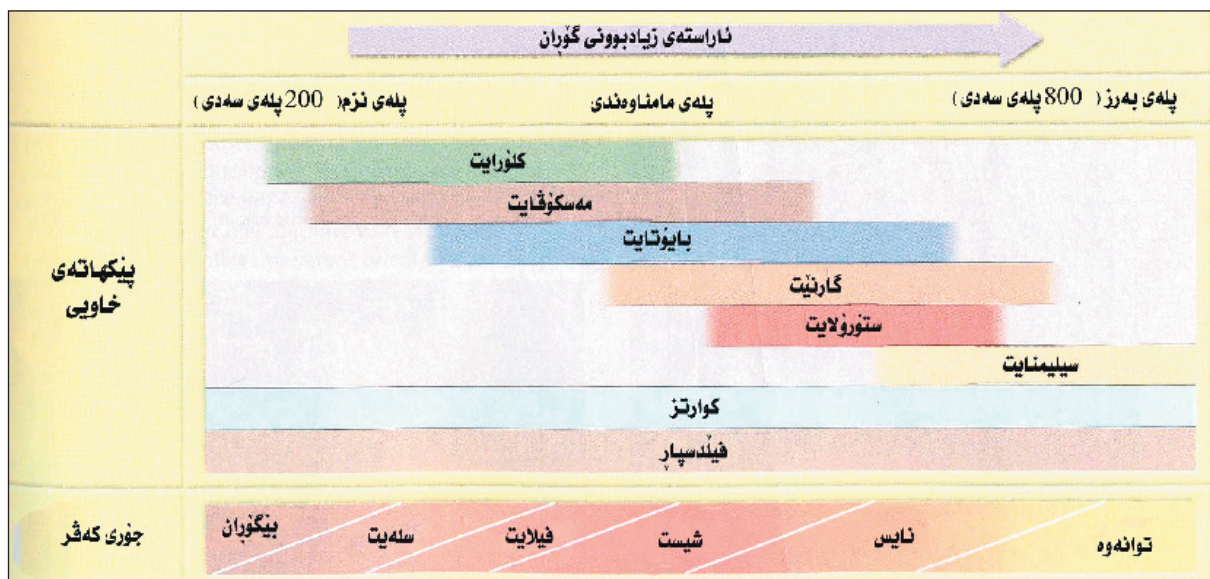 ئاراستەی زیادبوونی گۆڕان
پلەی نزم( 200 پلەی سەدی) پلەی مامناوەندی پلەی بەرز( 800 پلەی سەدی)
پێکهاتەی
خاویی
کلۆرایت
مەسکۆڤایت
بایۆتایت
گارنێت
ستۆرۆلایت
سیلیمنایت
کوارتز
فیڵدسپاڕ
جۆری کەڤر
بێگۆڕان سلەیت فیلایت شیست نایس توانەوە